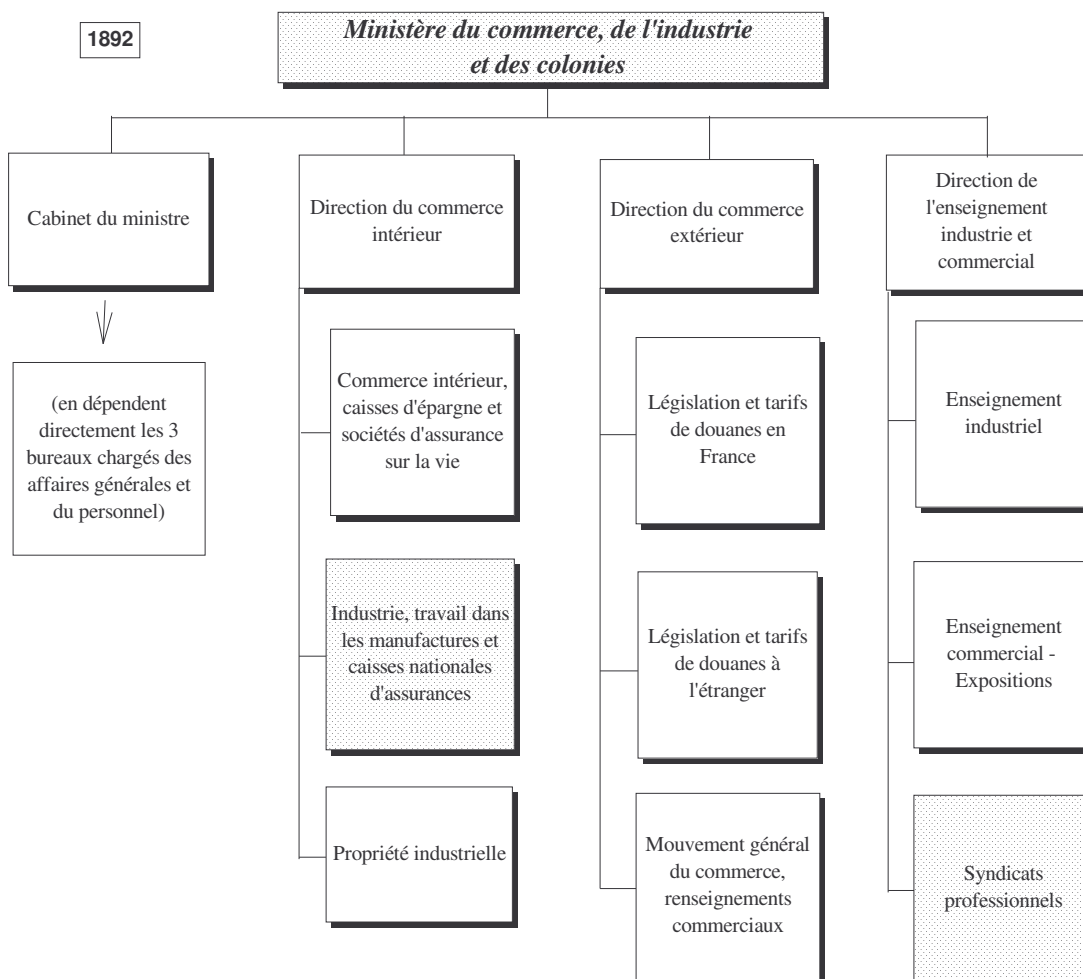 1892
Ministère du commerce, de l'industrie
et des colonies
Cabinet du ministre
(en dépendent
directement les 3
bureaux chargés des
affaires générales et
du personnel)
Direction du commerce
intérieur
Commerce intérieur,
caisses d'épargne et
sociétés d'assurance
sur la vie
Industrie, travail dans
les manufactures et
caisses nationales
d'assurances
Propriété industrielle
Direction du commerce
extérieur
Législation et tarifs
de douanes en
France
Législation et tarifs
de douanes à
l'étranger
Mouvement général
du commerce,
renseignements
commerciaux
Direction de
l'enseignement
industrie et
commercial
Enseignement
industriel
Enseignement
commercial -
Expositions
Syndicats
professionnels